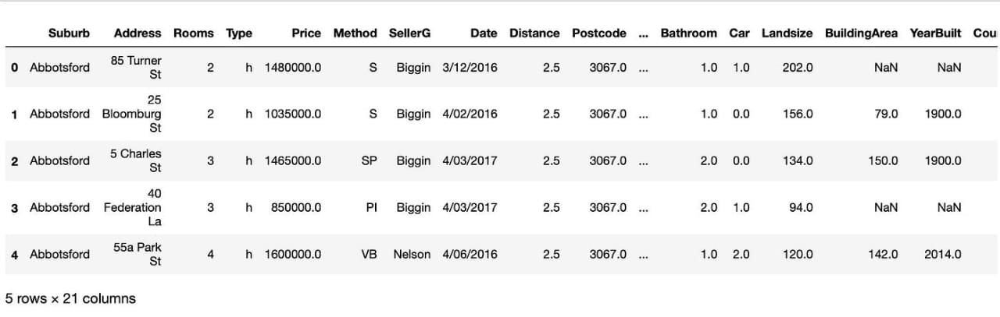 Suburb Address Rooms Type Price Method SellerG Date Distance Postcode ... Bathroom Car Landsize BuildingArea YearBuilt Cou
0 Abbotsford 85 Turner St 2 h 1480000.0 S Biggin 3/12/2016 2.5 3067.0 ... 1.0 1.0 202.0 NaN NaN
1 Abbotsford 25 Bloomburg St 2 h 1035000.0 S Biggin 4/02/2016 2.5 3067.0 ... 1.0 0.0 156.0 79.0 1900.0
2 Abbotsford 5 Charles St 3 h 1465000.0 SP Biggin 4/03/2017 2.5 3067.0 ... 2.0 0.0 134.0 150.0 1900.0
3 Abbotsford 40 Federation La 3 h 850000.0 PI Biggin 4/03/2017 2.5 3067.0 ... 2.0 1.0 94.0 NaN NaN
4 Abbotsford 55a Park St 4 h 1600000.0 VB Nelson 4/06/2016 2.5 3067.0 ... 1.0 2.0 120.0 142.0 2014.0
5 rows × 21 columns